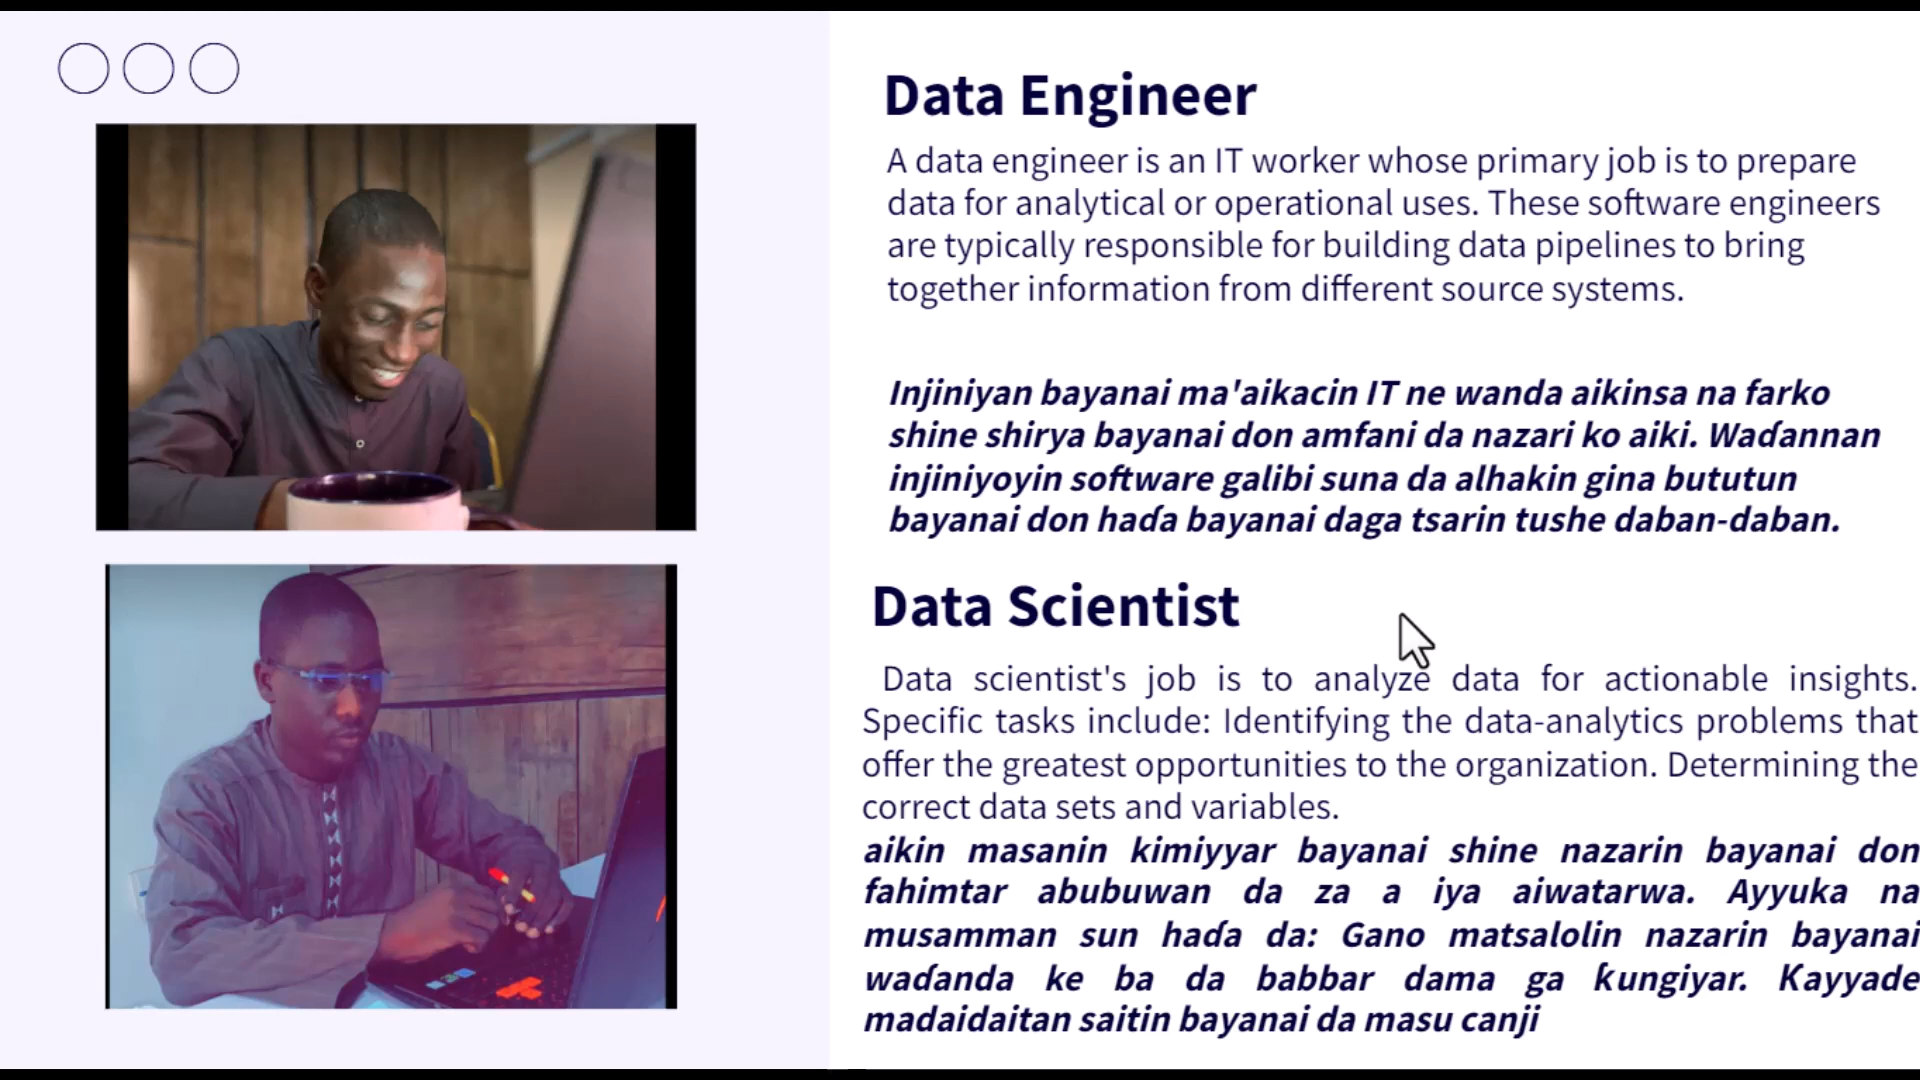 Data Engineer
A data engineer is an IT worker whose primary job is to prepare
data for analytical or operational uses. These software engineers
are typically responsible for building data pipelines to bring
together information from different source systems.
Injiniyan bayanai ma'aikacin IT ne wanda aikinsa na farko
shine shirya bayanai don amfani da nazari ko aiki. Waɗannan
injiniyoyin software galibi suna da alhakin gina bututun
bayanai don haɗa bayanai daga tsarin tushe daban-daban.
Data Scientist
Data scientist's job is to analyze data for actionable insights.
Specific tasks include: Identifying the data-analytics problems that
offer the greatest opportunities to the organization. Determining the
correct data sets and variables.
aikin masanin kimiyyar bayanai shine nazarin bayanai don
fahimtar abubuwan da za a iya aiwatarwa. Ayyuka na
musamman sun haɗa da: Gano matsalolin nazarin bayanai
waɗanda ke ba da babbar dama ga ƙungiyar. Ƙayyade
madaidaitan saitin bayanai da masu canji